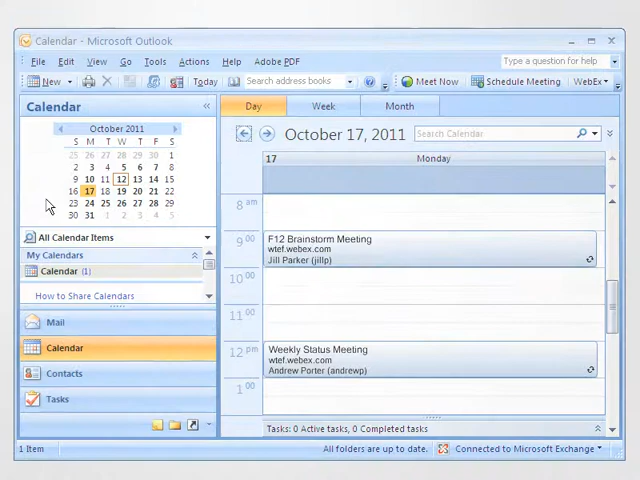 Calendar - Microsoft Outlook
File Edit View Go Tools Actions Help Adobe PDF Type a question for help
New Today Search address books Meet Now Schedule Meeting WebEx
Calendar «
Day Week Month
October 2011
S M T W T F S
25 26 27 28 29 30 1
2 3 4 5 6 7 8
9 10 11 12 13 14 15
16 17 18 19 20 21 22
23 24 25 26 27 28 29
30 31 1 2 3 4 5
All Calendar Items
My Calendars
Calendar (1)
How to Share Calendars
Mail
Calendar
Contacts
Tasks
October 17, 2011 Search Calendar
17 Monday
8 am
9 00
F12 Brainstorm Meeting
wtef.webex.com
Jill Parker (jillp)
10 00
11 00
12 pm
Weekly Status Meeting
wtef.webex.com
Andrew Porter (andrewp)
1 00
Tasks: 0 Active tasks, 0 Completed tasks
1 Item All folders are up to date. Connected to Microsoft Exchange